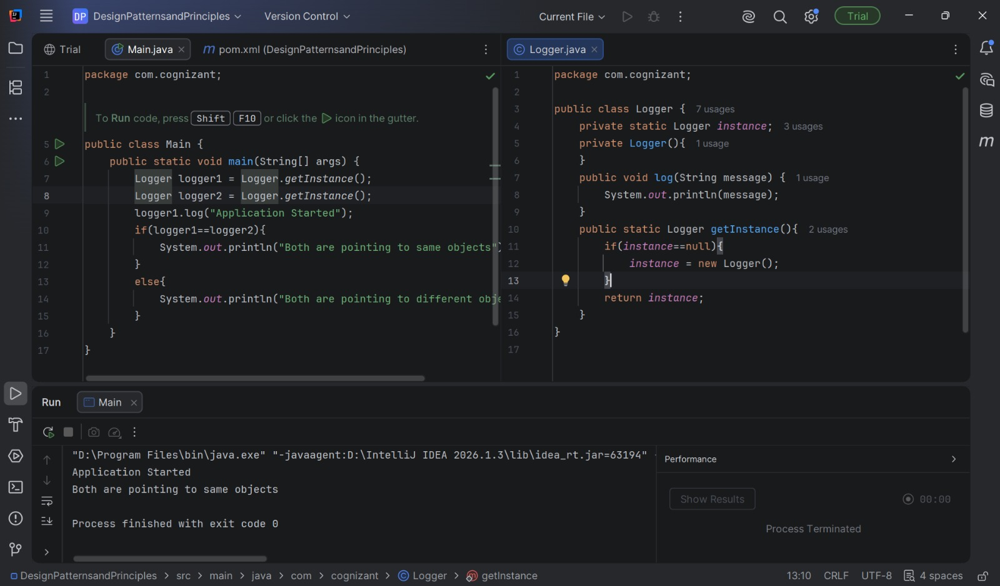 DP DesignPatternsandPrinciples Version Control Current File Trial
Trial Main.java pom.xml (DesignPatternsandPrinciples)
1 package com.cognizant;
2
To Run code, press Shift F10 or click the icon in the gutter.
5 public class Main {
6 public static void main(String[] args) {
7 Logger logger1 = Logger.getInstance();
8 Logger logger2 = Logger.getInstance();
9 logger1.log("Application Started");
10 if(logger1==logger2){
11 System.out.println("Both are pointing to same objects")
12 }
13 else{
14 System.out.println("Both are pointing to different obje
15 }
16 }
17 }
Logger.java
1 package com.cognizant;
2
3 public class Logger { 7 usages
4 private static Logger instance; 3 usages
5 private Logger(){ 1 usage
6 }
7 public void log(String message) { 1 usage
8 System.out.println(message);
9 }
10 public static Logger getInstance(){ 2 usages
11 if(instance==null){
12 instance = new Logger();
13 }
14 return instance;
15 }
16 }
17
Run Main
"D:\Program Files\bin\java.exe" "-javaagent:D:\IntelliJ IDEA 2026.1.3\lib\idea_rt.jar=63194"
Application Started
Both are pointing to same objects
Process finished with exit code 0
Performance
Show Results 00:00
Process Terminated
DesignPatternsandPrinciples > src > main > java > com > cognizant > Logger > getInstance 13:10 CRLF UTF-8 4 spaces